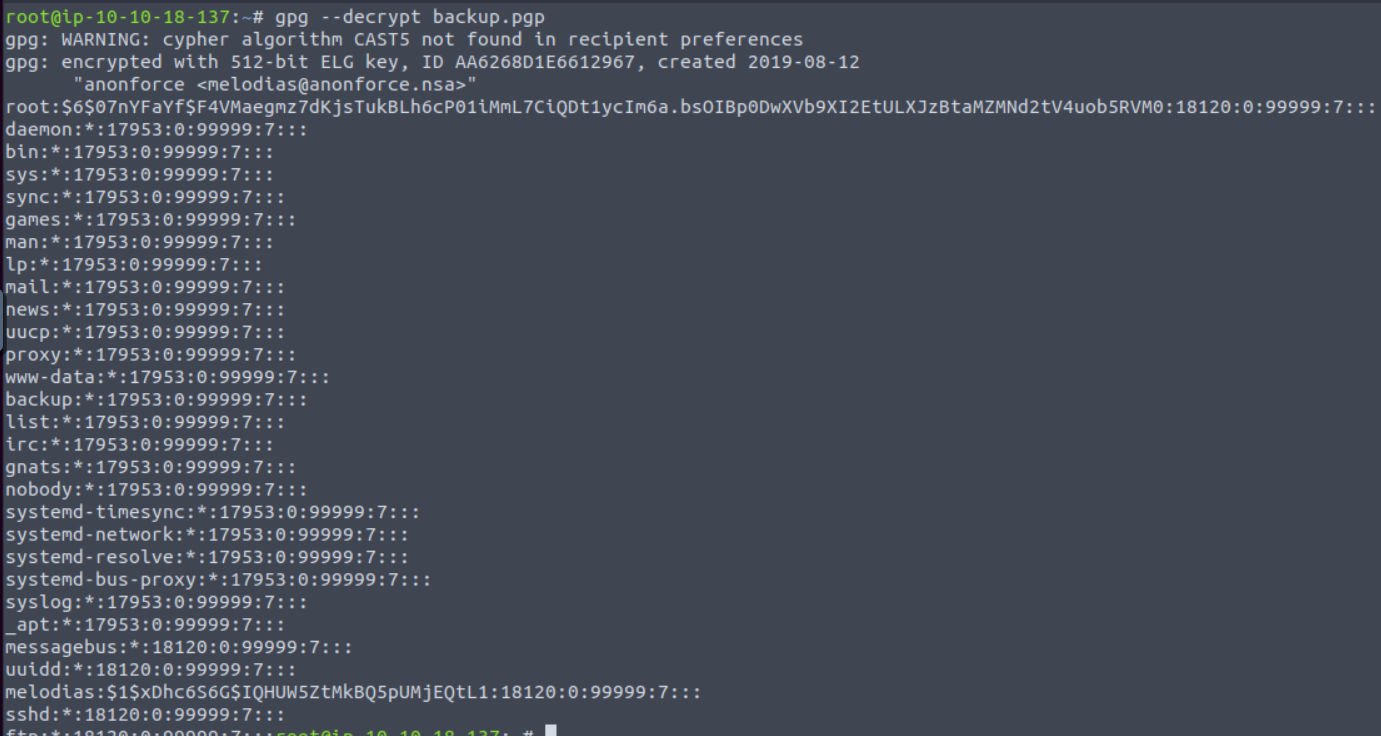 root@ip-10-10-18-137:~# gpg --decrypt backup.pgp
gpg: WARNING: cypher algorithm CAST5 not found in recipient preferences
gpg: encrypted with 512-bit ELG key, ID AA6268D1E6612967, created 2019-08-12
"anonforce <melodias@anonforce.nsa>"
root:$6$07nYFaYf$F4VMaegmz7dKjsTukBLh6cP01iMmL7CiQDt1ycIm6a.bsOIBp0DwXVb9XI2EtULXJzBtaMZMNd2tV4uob5RVM0:18120:0:99999:7:::
daemon:*:17953:0:99999:7:::
bin:*:17953:0:99999:7:::
sys:*:17953:0:99999:7:::
sync:*:17953:0:99999:7:::
games:*:17953:0:99999:7:::
man:*:17953:0:99999:7:::
lp:*:17953:0:99999:7:::
mail:*:17953:0:99999:7:::
news:*:17953:0:99999:7:::
uucp:*:17953:0:99999:7:::
proxy:*:17953:0:99999:7:::
www-data:*:17953:0:99999:7:::
backup:*:17953:0:99999:7:::
list:*:17953:0:99999:7:::
irc:*:17953:0:99999:7:::
gnats:*:17953:0:99999:7:::
nobody:*:17953:0:99999:7:::
systemd-timesync:*:17953:0:99999:7:::
systemd-network:*:17953:0:99999:7:::
systemd-resolve:*:17953:0:99999:7:::
systemd-bus-proxy:*:17953:0:99999:7:::
syslog:*:17953:0:99999:7:::
_apt:*:17953:0:99999:7:::
messagebus:*:18120:0:99999:7:::
uuidd:*:18120:0:99999:7:::
melodias:$1$xDhc6S6G$IQHUW5ZtMkBQ5pUMjEQtL1:18120:0:99999:7:::
sshd:*:18120:0:99999:7:::
ftp:*:18120:0:99999:7:::root@ip-10-10-18-137:~#